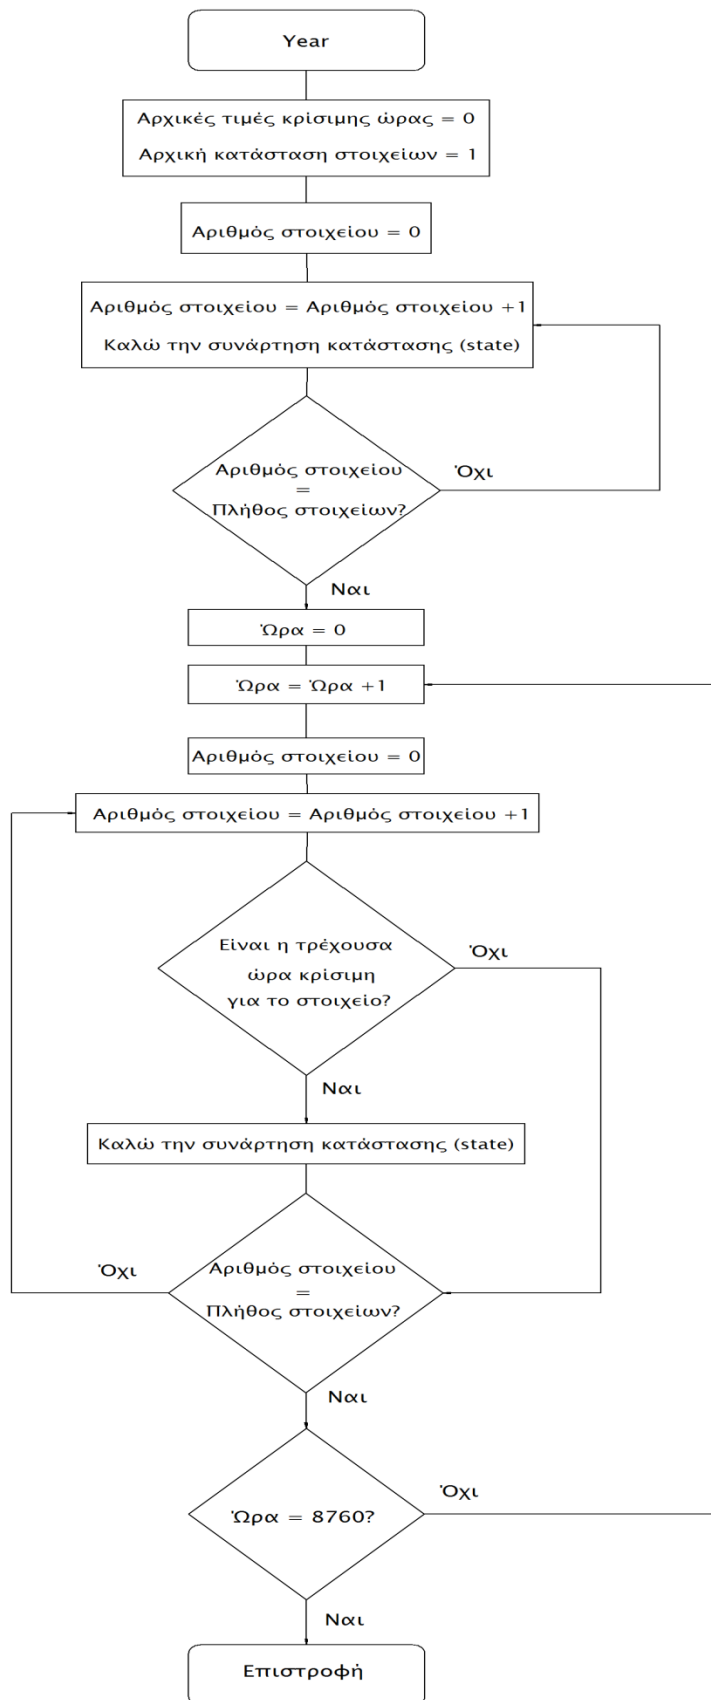 Year
Αρχικές τιμές κρίσιμης ώρας = 0
Αρχική κατάσταση στοιχείων = 1
Αριθμός στοιχείου = 0
Αριθμός στοιχείου = Αριθμός στοιχείου +1
Καλώ την συνάρτηση κατάστασης (state)
Αριθμός στοιχείου
=
Πλήθος στοιχείων?
Όχι
Ναι
Ώρα = 0
Ώρα = Ώρα +1
Αριθμός στοιχείου = 0
Αριθμός στοιχείου = Αριθμός στοιχείου +1
Είναι η τρέχουσα
ώρα κρίσιμη
για το στοιχείο?
Όχι
Ναι
Καλώ την συνάρτηση κατάστασης (state)
Όχι
Αριθμός στοιχείου
=
Πλήθος στοιχείων?
Ναι
Ώρα = 8760?
Όχι
Ναι
Επιστροφή